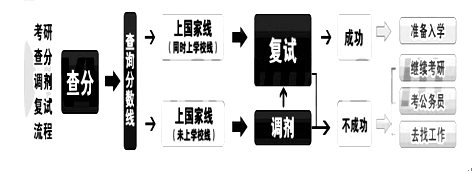 考研
查分
调剂
复试
流程
查分
查询分数线
上国家线
(同时上学校线)
上国家线
(未上学校线)
复试
调剂
成功
不成功
准备入学
继续考研
考公务员
去找工作